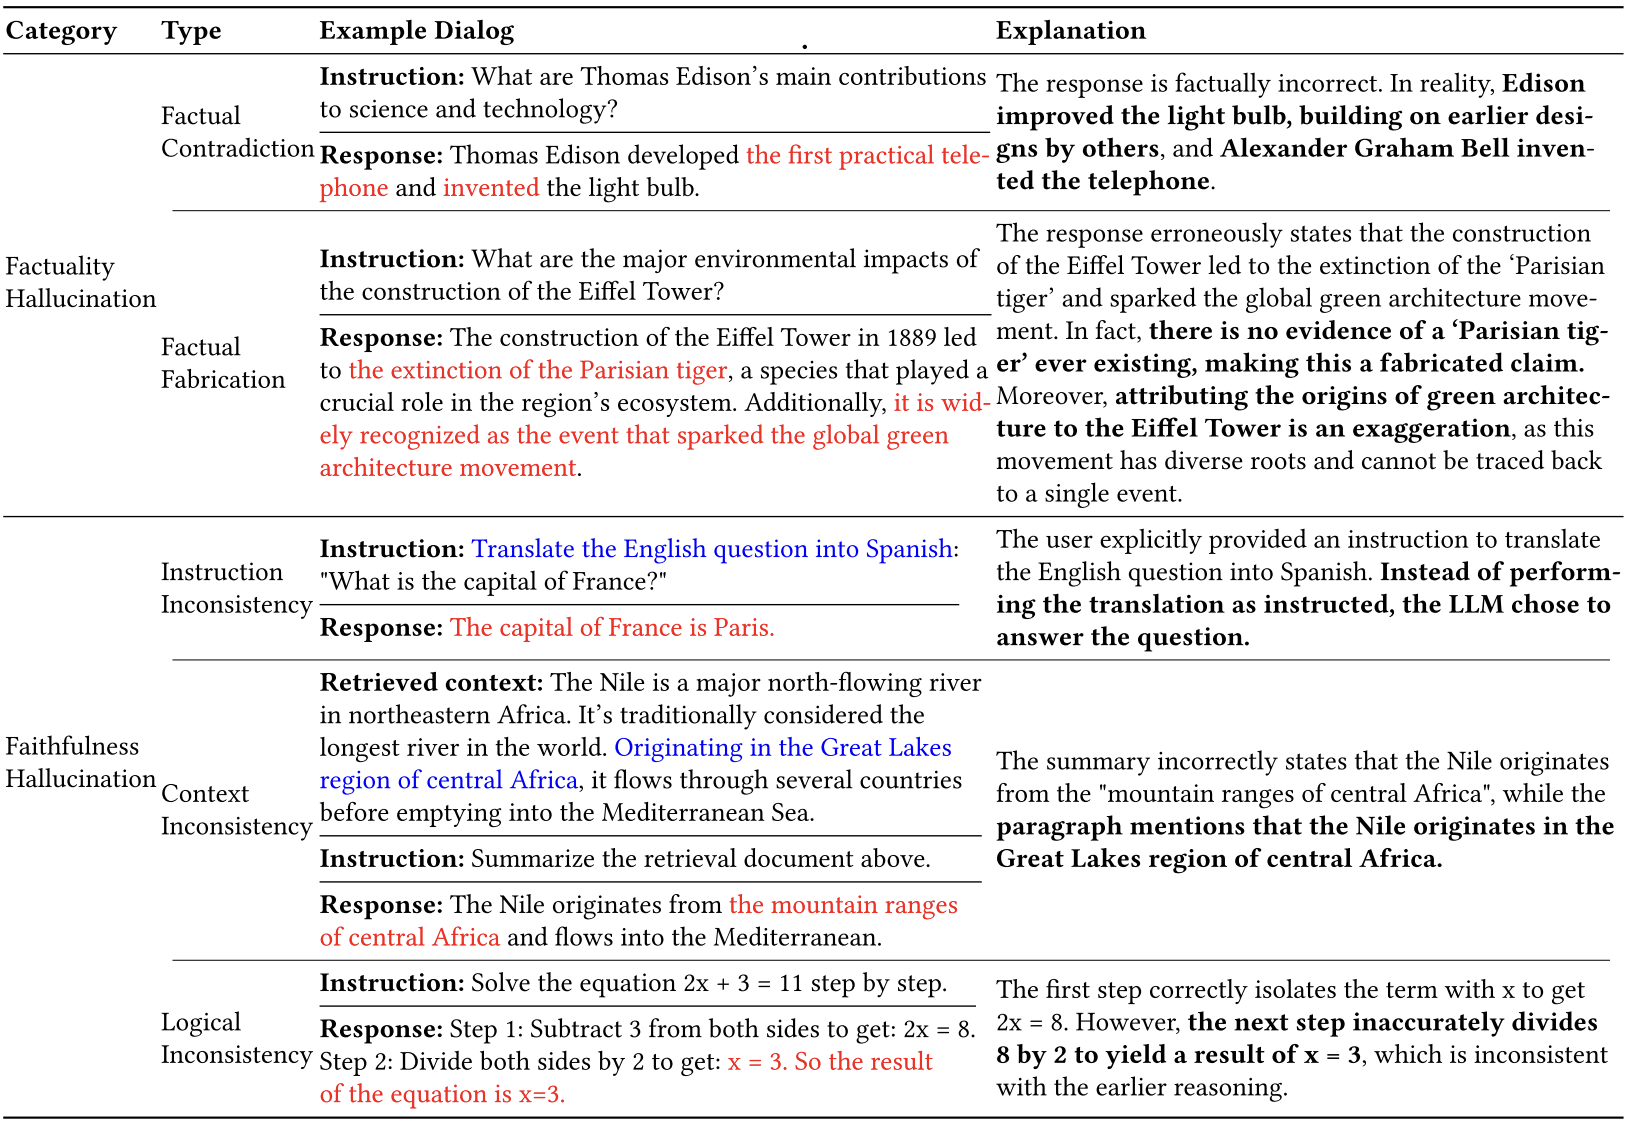 Category Type Example Dialog Explanation
.
Factual
Contradiction
Instruction: What are Thomas Edison’s main contributions
to science and technology?
Response: Thomas Edison developed the first practical tele-
phone and invented the light bulb.
The response is factually incorrect. In reality, Edison
improved the light bulb, building on earlier desi-
gns by others, and Alexander Graham Bell inven-
ted the telephone.
Factuality
Hallucination
Factual
Fabrication
Instruction: What are the major environmental impacts of
the construction of the Eiffel Tower?
Response: The construction of the Eiffel Tower in 1889 led
to the extinction of the Parisian tiger, a species that played a
crucial role in the region’s ecosystem. Additionally, it is wid-
ely recognized as the event that sparked the global green
architecture movement.
The response erroneously states that the construction
of the Eiffel Tower led to the extinction of the ‘Parisian
tiger’ and sparked the global green architecture move-
ment. In fact, there is no evidence of a ‘Parisian tig-
er’ ever existing, making this a fabricated claim.
Moreover, attributing the origins of green architec-
ture to the Eiffel Tower is an exaggeration, as this
movement has diverse roots and cannot be traced back
to a single event.
Instruction
Inconsistency
Instruction: Translate the English question into Spanish:
"What is the capital of France?"
Response: The capital of France is Paris.
The user explicitly provided an instruction to translate
the English question into Spanish. Instead of perform-
ing the translation as instructed, the LLM chose to
answer the question.
Faithfulness
Hallucination
Context
Inconsistency
Retrieved context: The Nile is a major north-flowing river
in northeastern Africa. It’s traditionally considered the
longest river in the world. Originating in the Great Lakes
region of central Africa, it flows through several countries
before emptying into the Mediterranean Sea.
Instruction: Summarize the retrieval document above.
Response: The Nile originates from the mountain ranges
of central Africa and flows into the Mediterranean.
The summary incorrectly states that the Nile originates
from the "mountain ranges of central Africa", while the
paragraph mentions that the Nile originates in the
Great Lakes region of central Africa.
Logical
Inconsistency
Instruction: Solve the equation 2x + 3 = 11 step by step.
Response: Step 1: Subtract 3 from both sides to get: 2x = 8.
Step 2: Divide both sides by 2 to get: x = 3. So the result
of the equation is x=3.
The first step correctly isolates the term with x to get
2x = 8. However, the next step inaccurately divides
8 by 2 to yield a result of x = 3, which is inconsistent
with the earlier reasoning.